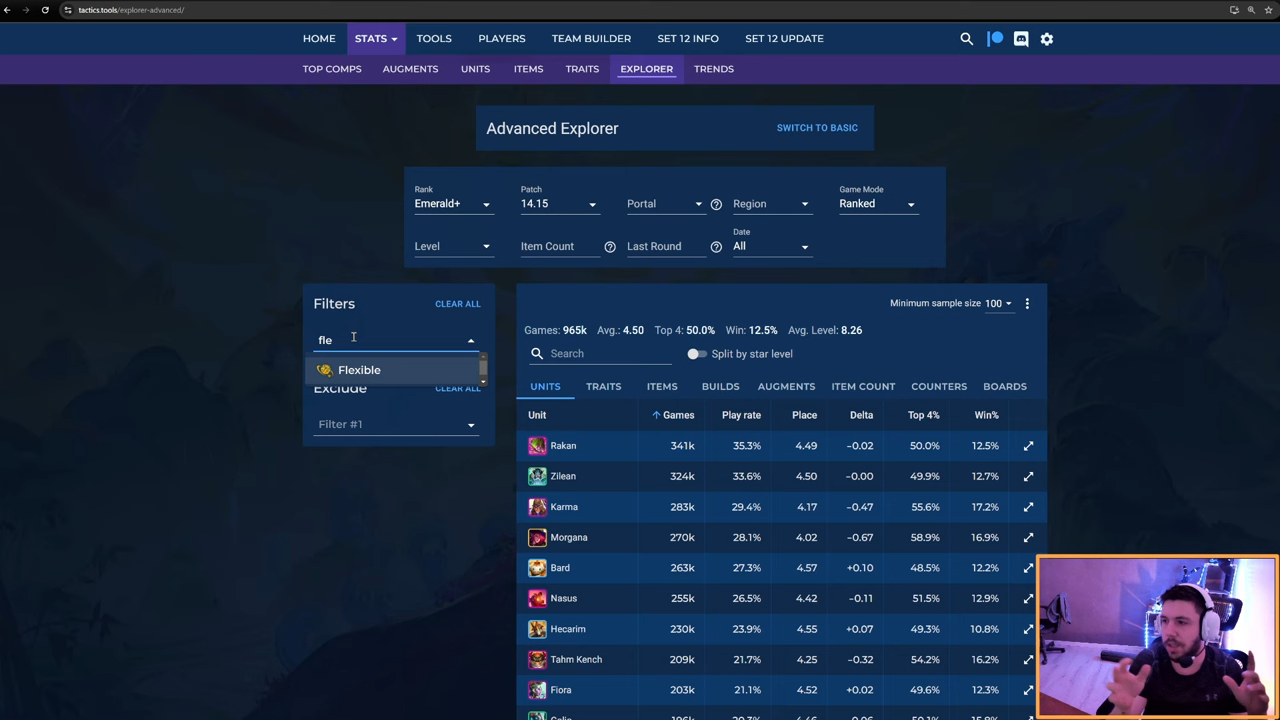 tactics.tools/explorer-advanced/
HOME STATS TOOLS PLAYERS TEAM BUILDER SET 12 INFO SET 12 UPDATE
TOP COMPS AUGMENTS UNITS ITEMS TRAITS EXPLORER TRENDS
Advanced Explorer SWITCH TO BASIC
Rank Patch Game Mode
Emerald+ 14.15 Portal Region Ranked
Date
Level Item Count Last Round All
Filters CLEAR ALL
fle
Flexible
Exclude CLEAR ALL
Filter #1
Minimum sample size 100
Games: 965k Avg.: 4.50 Top 4: 50.0% Win: 12.5% Avg. Level: 8.26
Search Split by star level
UNITS TRAITS ITEMS BUILDS AUGMENTS ITEM COUNT COUNTERS BOARDS
Unit Games Play rate Place Delta Top 4% Win%
Rakan 341k 35.3% 4.49 −0.02 50.0% 12.5%
Zilean 324k 33.6% 4.50 −0.00 49.9% 12.7%
Karma 283k 29.4% 4.17 −0.47 55.6% 17.2%
Morgana 270k 28.1% 4.02 −0.67 58.9% 16.9%
Bard 263k 27.3% 4.57 +0.10 48.5% 12.2%
Nasus 255k 26.5% 4.42 −0.11 51.5% 12.9%
Hecarim 230k 23.9% 4.55 +0.07 49.3% 10.8%
Tahm Kench 209k 21.7% 4.25 −0.32 54.2% 16.2%
Fiora 203k 21.1% 4.52 +0.02 49.6% 12.3%